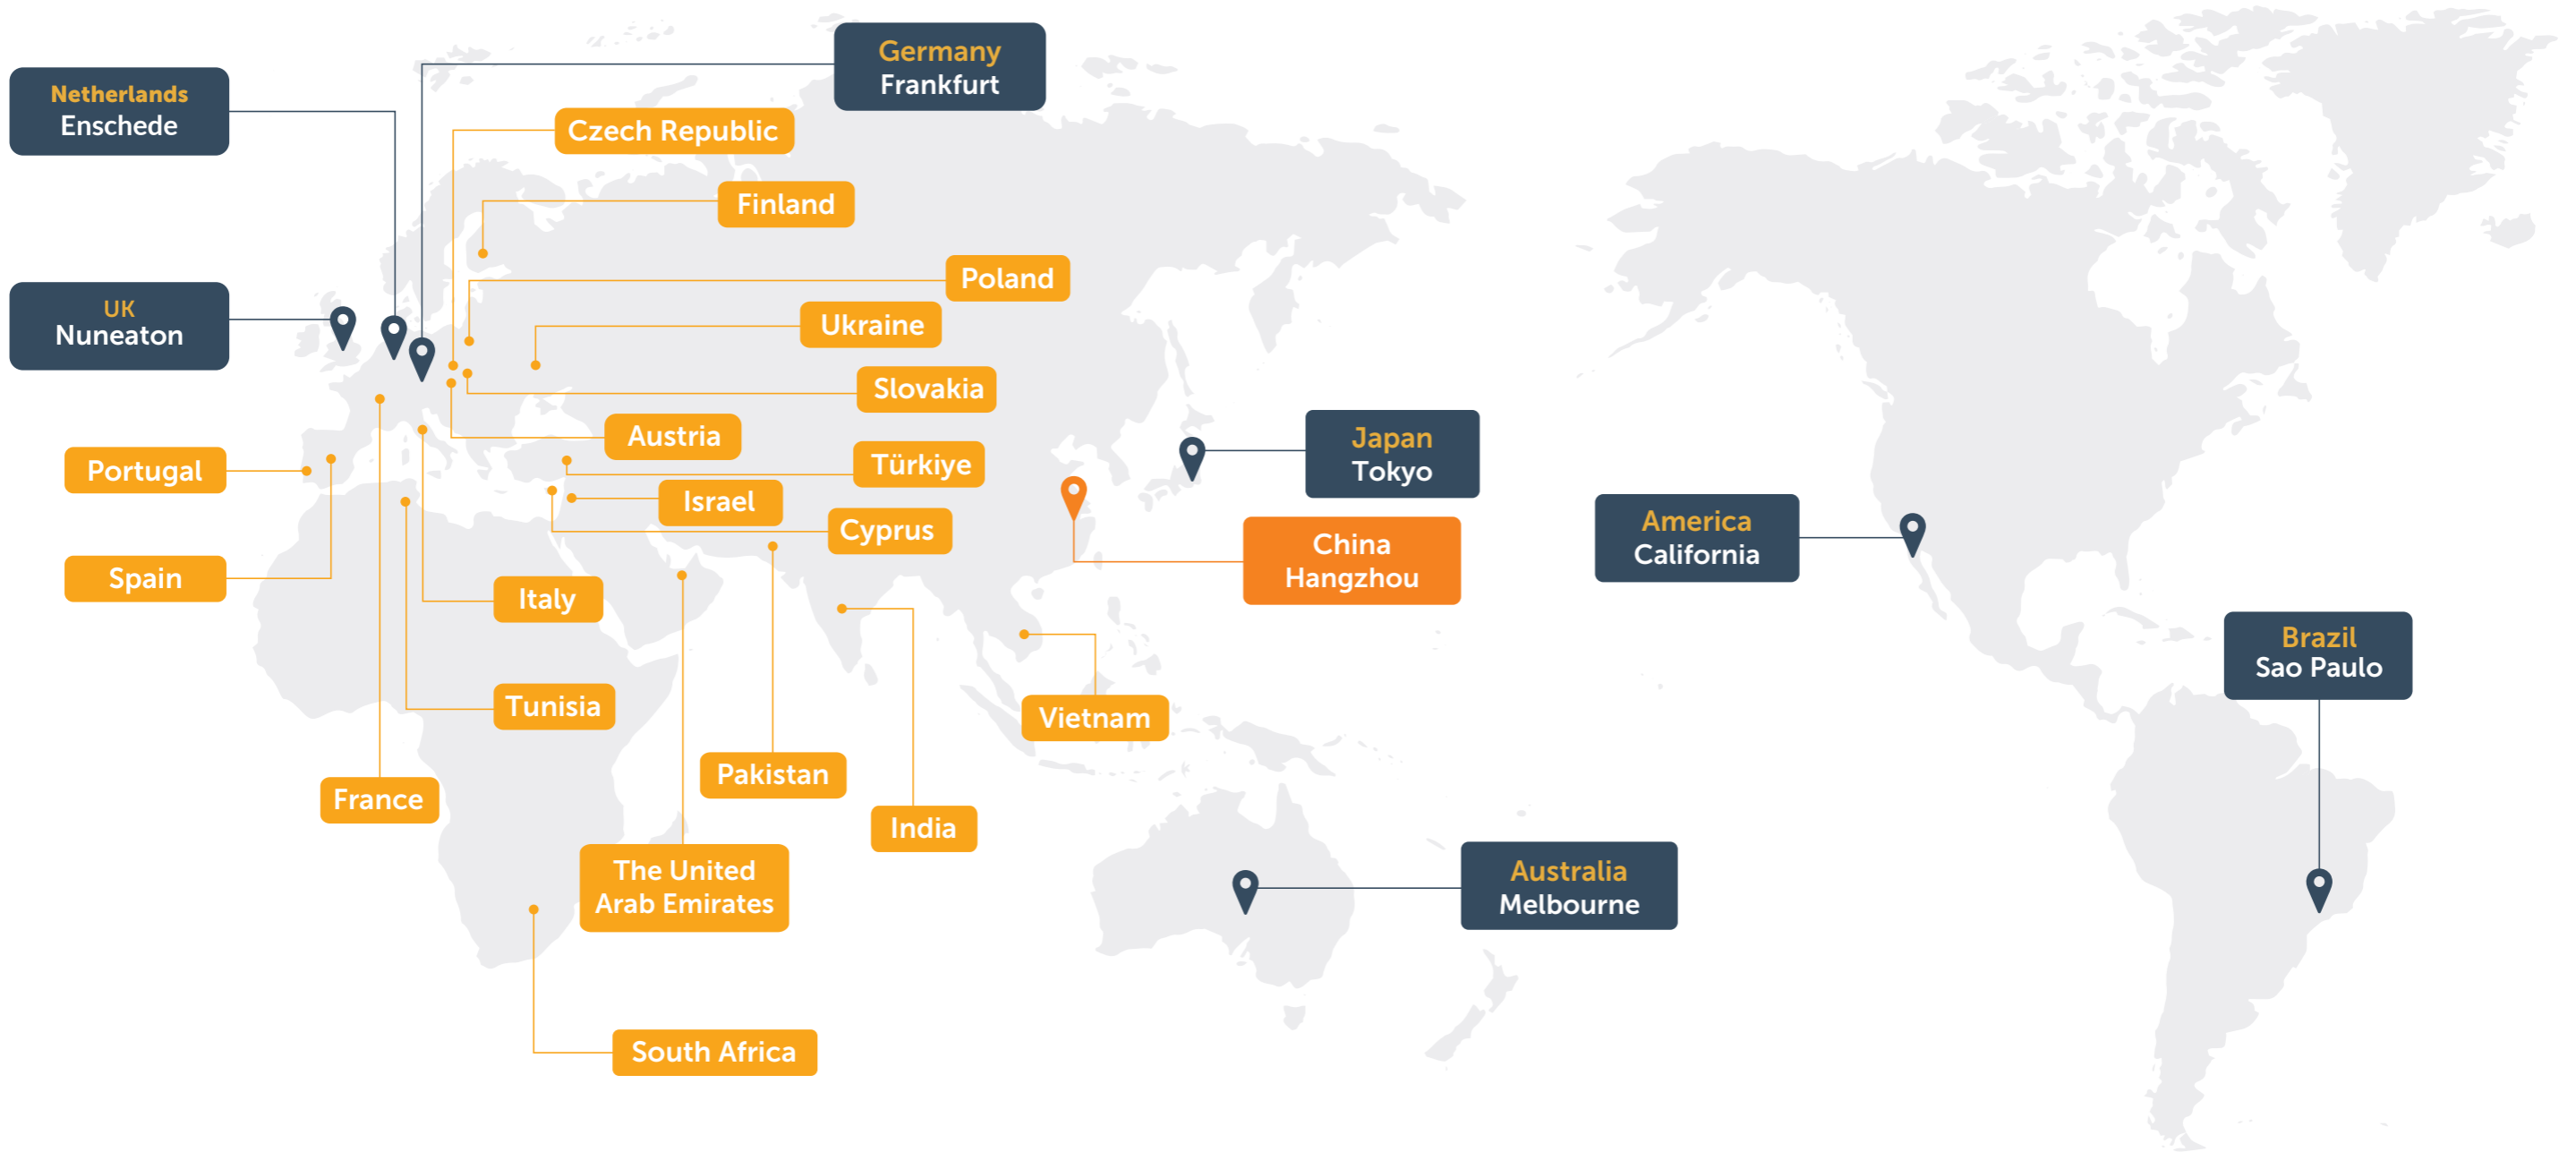 Germany
Frankfurt
Netherlands
Enschede
Czech Republic
Finland
Poland
UK
Nuneaton
Ukraine
Slovakia
Austria
Japan
Tokyo
Portugal
Türkiye
Israel
America
California
Cyprus
China
Hangzhou
Spain
Italy
Brazil
Sao Paulo
Tunisia
Vietnam
Pakistan
France
India
The United
Arab Emirates
Australia
Melbourne
South Africa